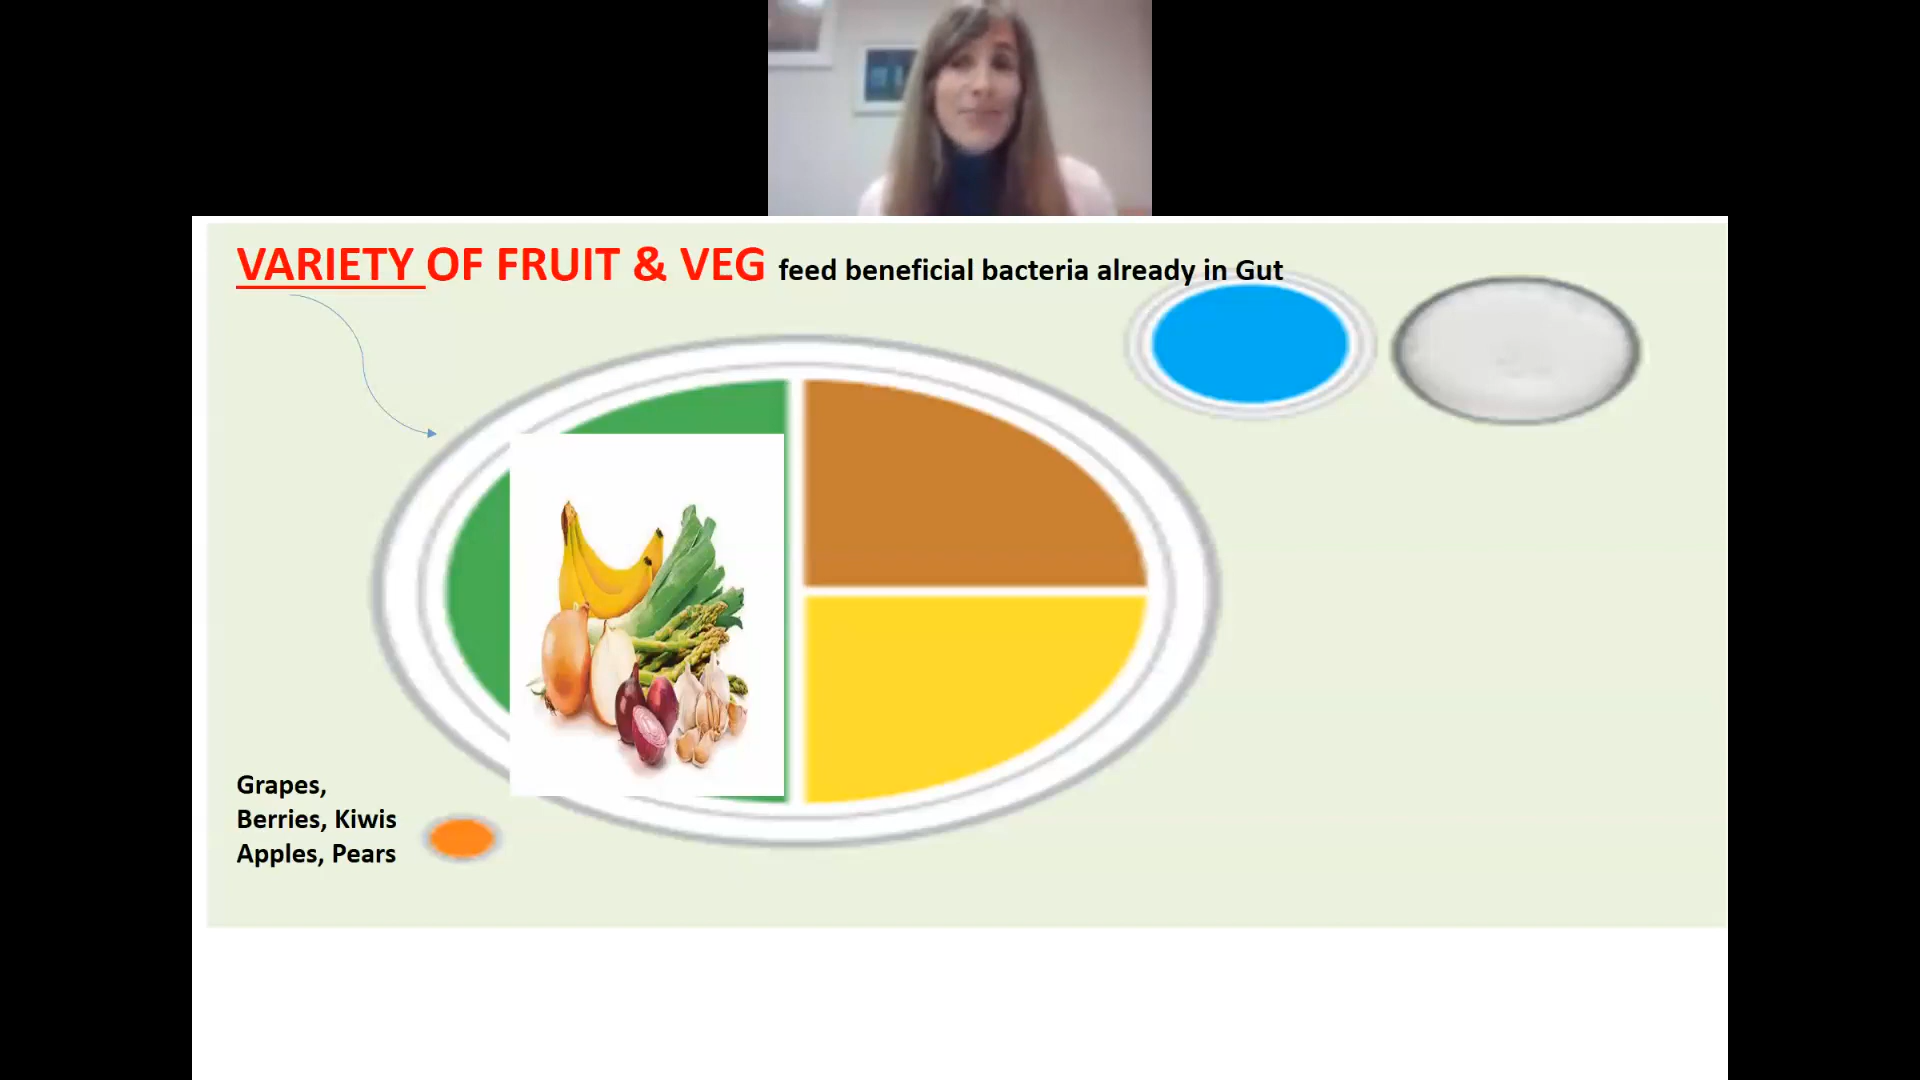 VARIETY OF FRUIT & VEG feed beneficial bacteria already in Gut
Grapes,
Berries, Kiwis
Apples, Pears